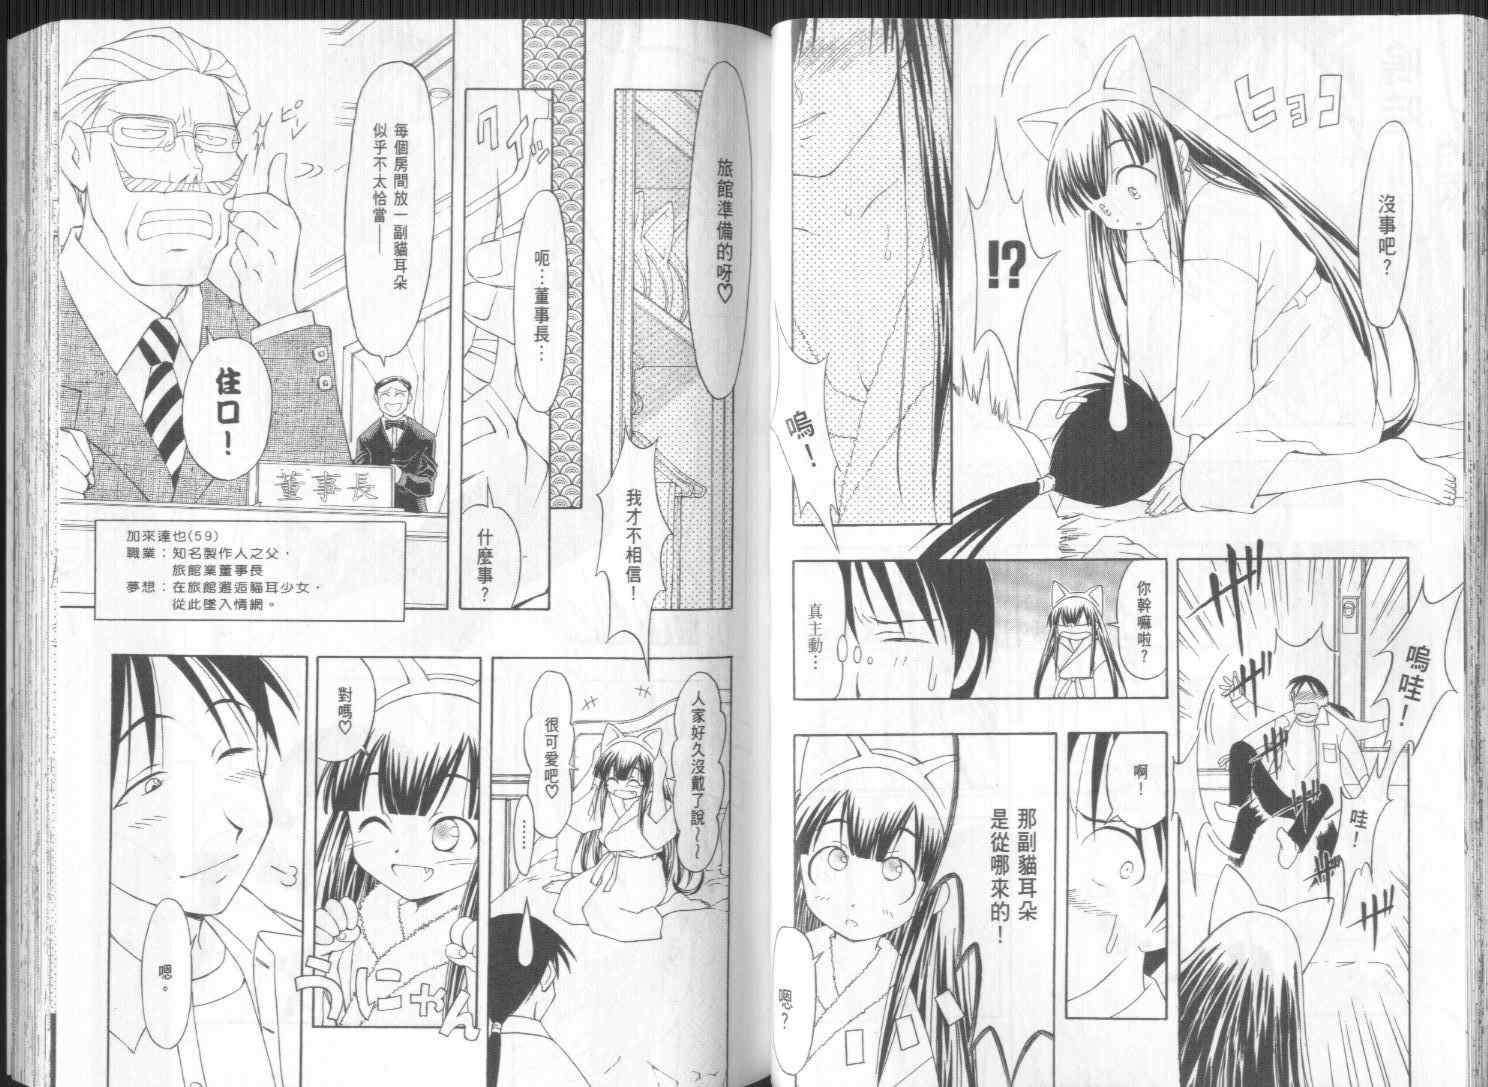 ヒョコ
沒事吧？
!?
嗚！
嗚哇！
哇！
你幹嘛啦？
真主動…
啊！
那副貓耳朵
是從哪來的！
嗯？
旅館準備的呀♡
我才不相信！
クイッ
呃…董事長…
什麼事？
每個房間放一副貓耳朵
似乎不太恰當——
住口！
董事長
加來達也(59)
職業：知名製作人之父，
旅館業董事長
夢想：在旅館邂逅貓耳少女，
從此墜入情網。
人家好久沒戴了說～～
很可愛吧♡
……
對嗎♡
うにゃん
嗯。